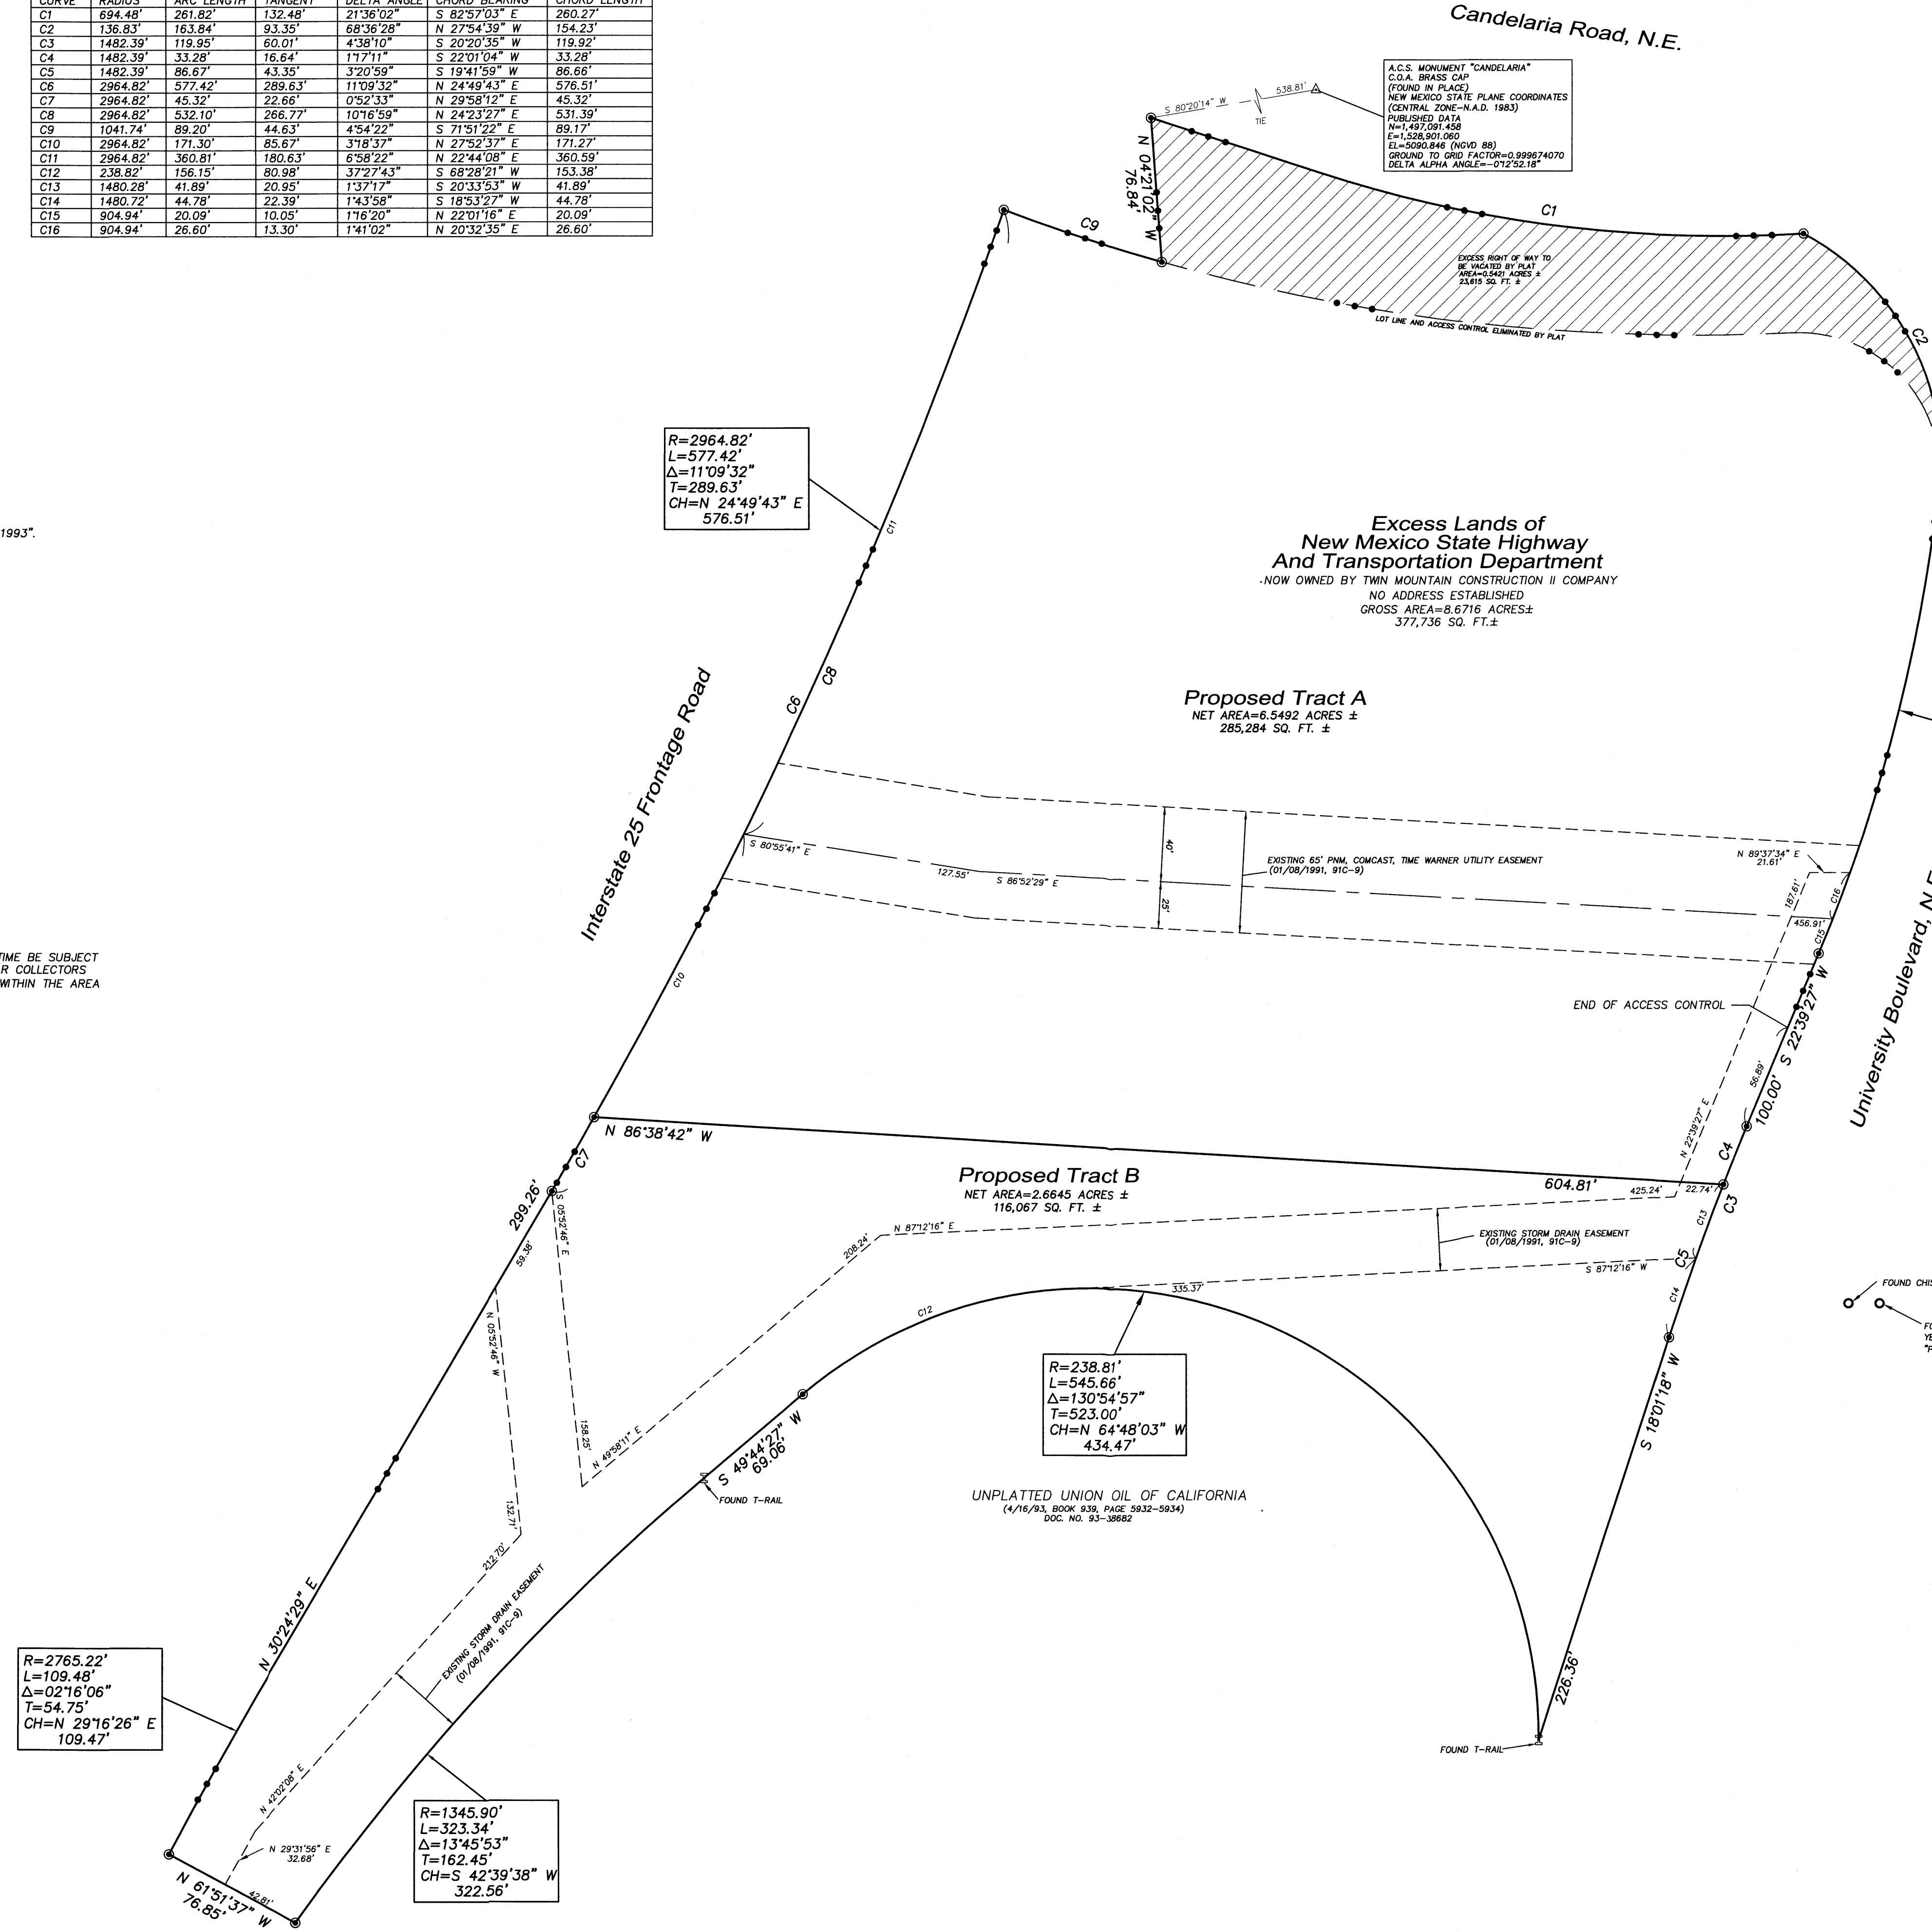 CURVE RADIUS ARC LENGTH TANGENT DELTA ANGLE CHORD BEARING CHORD LENGTH
C1 694.48' 261.82' 132.48' 21°36'02" S 82°57'03" E 260.27'
C2 136.83' 163.84' 93.35' 68°36'28" N 27°54'39" W 154.23'
C3 1482.39' 119.95' 60.01' 4°38'10" S 20°20'35" W 119.92'
C4 1482.39' 33.28' 16.64' 1°17'11" S 22°01'04" W 33.28'
C5 1482.39' 86.67' 43.35' 3°20'59" S 19°41'59" W 86.66'
C6 2964.82' 577.42' 289.63' 11°09'32" N 24°49'43" E 576.51'
C7 2964.82' 45.32' 22.66' 0°52'33" N 29°58'12" E 45.32'
C8 2964.82' 532.10' 266.77' 10°16'59" N 24°23'27" E 531.39'
C9 1041.74' 89.20' 44.63' 4°54'22" S 71°51'22" E 89.17'
C10 2964.82' 171.30' 85.67' 3°18'37" N 27°52'37" E 171.27'
C11 2964.82' 360.81' 180.63' 6°58'22" N 22°44'08" E 360.59'
C12 238.82' 156.15' 80.98' 37°27'43" S 68°28'21" W 153.38'
C13 1480.28' 41.89' 20.95' 1°37'17" S 20°33'53" W 41.89'
C14 1480.72' 44.78' 22.39' 1°43'58" S 18°53'27" W 44.78'
C15 904.94' 20.09' 10.05' 1°16'20" N 22°01'16" E 20.09'
C16 904.94' 26.60' 13.30' 1°41'02" N 20°32'35" E 26.60'
Candelaria Road, N.E.
A.C.S. MONUMENT "CANDELARIA"
C.O.A. BRASS CAP
(FOUND IN PLACE)
NEW MEXICO STATE PLANE COORDINATES
(CENTRAL ZONE-N.A.D. 1983)
PUBLISHED DATA
N=1,497,091.458
E=1,528,901.060
EL=5090.846 (NGVD 88)
GROUND TO GRID FACTOR=0.999674070
DELTA ALPHA ANGLE=-0°12'52.18"
S 80°20'14" W
538.81'
TIE
N 04°21'02" W
76.84'
C9
C1
C2
EXCESS RIGHT OF WAY TO
BE VACATED BY PLAT
AREA=0.5421 ACRES ±
23,615 SQ. FT. ±
LOT LINE AND ACCESS CONTROL ELIMINATED BY PLAT
R=2964.82'
L=577.42'
Δ=11°09'32"
T=289.63'
CH=N 24°49'43" E
576.51'
C11
1993".
Excess Lands of
New Mexico State Highway
And Transportation Department
NOW OWNED BY TWIN MOUNTAIN CONSTRUCTION II COMPANY
NO ADDRESS ESTABLISHED
GROSS AREA=8.6716 ACRES±
377,736 SQ. FT.±
C6
C8
Proposed Tract A
NET AREA=6.5492 ACRES ±
285,284 SQ. FT. ±
Interstate 25 Frontage Road
S 80°55'41" E
127.55'
S 86°52'29" E
40'
25'
EXISTING 65' PNM, COMCAST, TIME WARNER UTILITY EASEMENT
(01/08/1991, 91C-9)
N 89°37'34" E
21.61'
187.61'
C16
456.91'
C15
TIME BE SUBJECT
R COLLECTORS
WITHIN THE AREA
C10
END OF ACCESS CONTROL
S 22°39'27" W
100.00'
56.89'
University Boulevard, N.E.
N 22°39'27" E
N 86°38'42" W
604.81'
C4
C3
425.24'
22.74'
C7
Proposed Tract B
NET AREA=2.6645 ACRES ±
116,067 SQ. FT. ±
299.26'
59.38'
S 05°52'46" E
N 87°12'16" E
208.24'
EXISTING STORM DRAIN EASEMENT
(01/08/1991, 91C-9)
S 87°12'16" W
C13
C5
C14
335.37'
C12
FOUND CHIS
FO
YE
"P
N 05°52'46" W
158.25'
N 49°58'11" E
R=238.81'
L=545.66'
Δ=130°54'57"
T=523.00'
CH=N 64°48'03" W
434.47'
S 18°01'18" W
226.36'
S 49°44'27" W
69.06'
FOUND T-RAIL
UNPLATTED UNION OIL OF CALIFORNIA
(4/16/93, BOOK 939, PAGE 5932-5934)
DOC. NO. 93-38682
132.71'
212.70'
EXISTING STORM DRAIN EASEMENT
(01/08/1991, 91C-9)
N 30°24'29" E
R=2765.22'
L=109.48'
Δ=02°16'06"
T=54.75'
CH=N 29°16'26" E
109.47'
FOUND T-RAIL
N 42°02'08" E
N 29°31'56" E
32.68'
R=1345.90'
L=323.34'
Δ=13°45'53"
T=162.45'
CH=S 42°39'38" W
322.56'
42.81'
N 61°51'37" W
76.85'